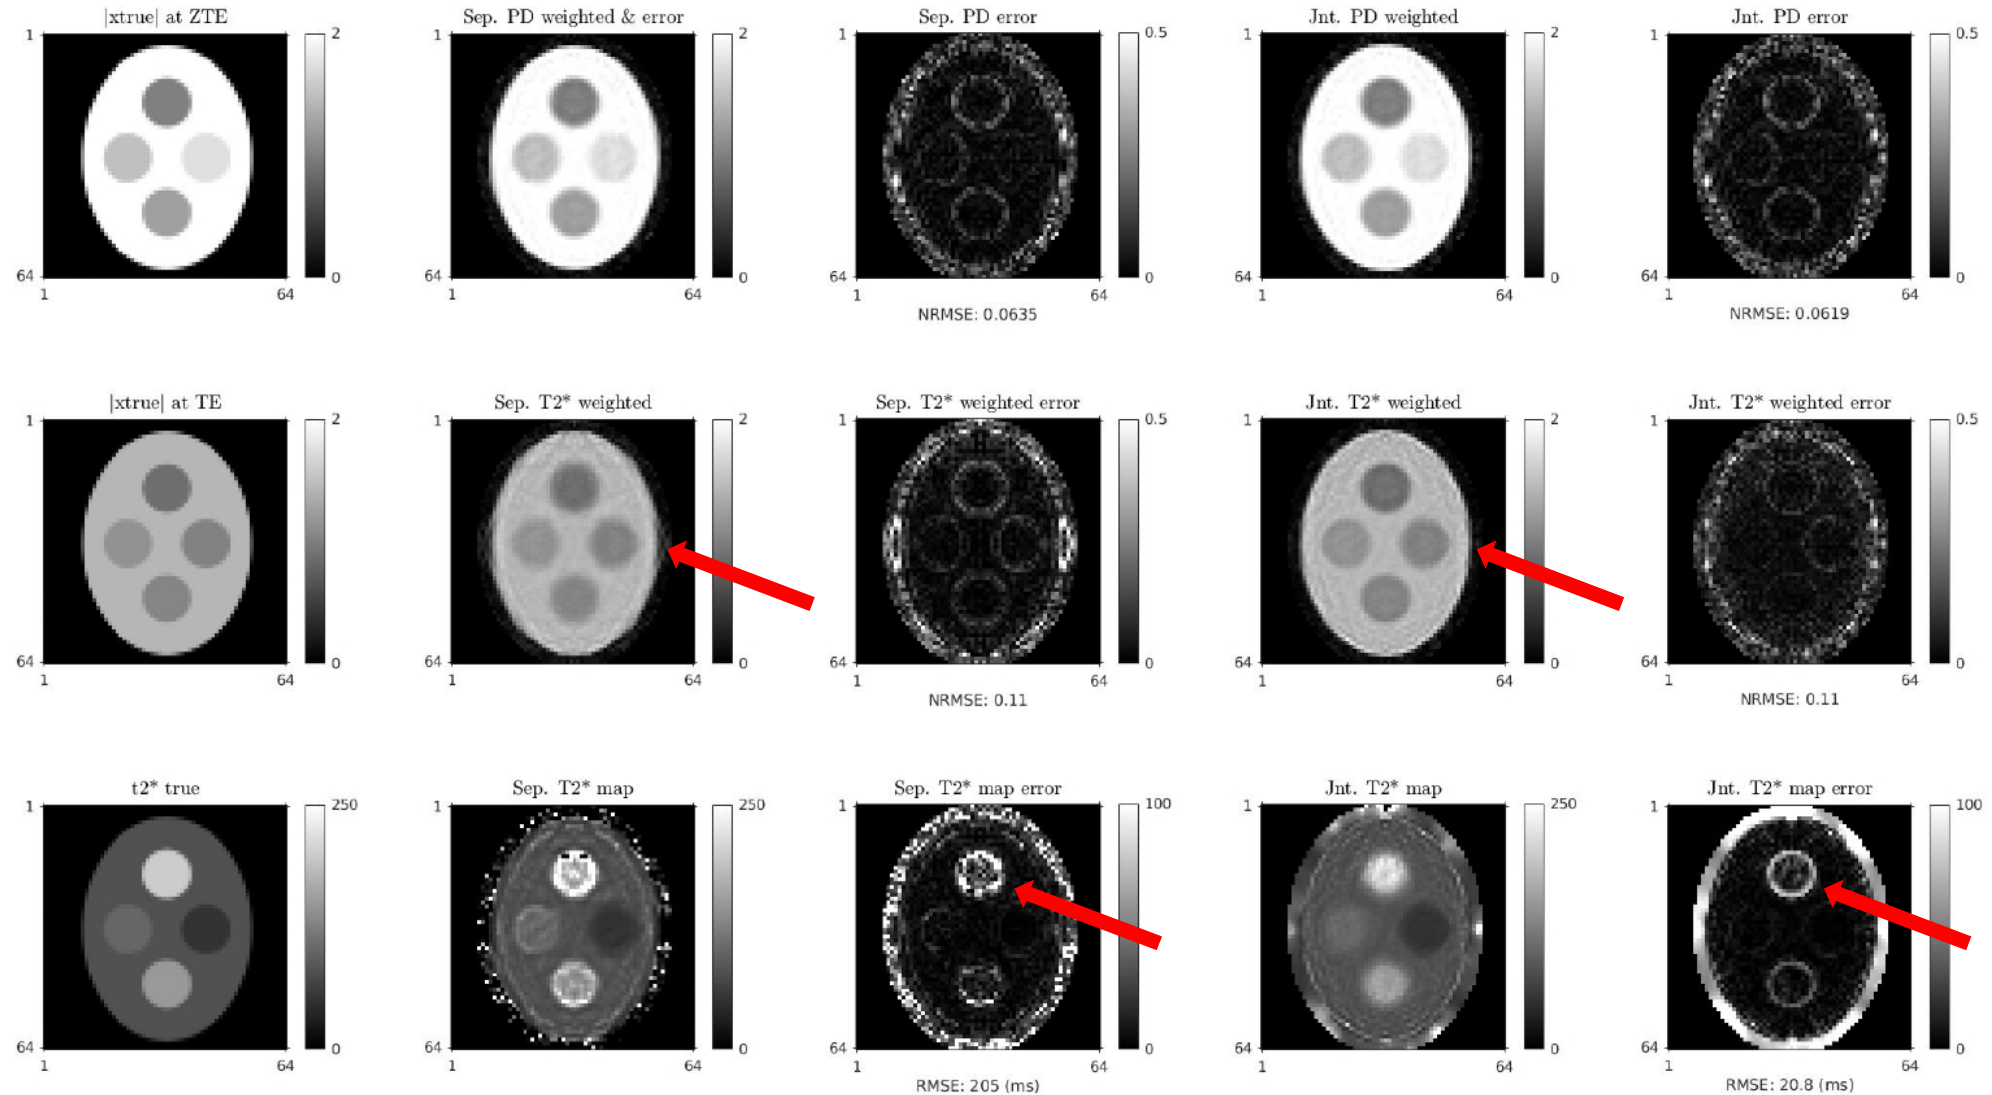 |xtrue| at ZTE
Sep. PD weighted & error
Sep. PD error
Jnt. PD weighted
Jnt. PD error
1 2
1 2
1 0.5
1 2
1 0.5
64 0
64 0
64 0
64 0
64 0
1 64
1 64
1 64
1 64
1 64
NRMSE: 0.0635
NRMSE: 0.0619
|xtrue| at TE
Sep. T2* weighted
Sep. T2* weighted error
Jnt. T2* weighted
Jnt. T2* weighted error
1 2
1 2
1 0.5
1 2
1 0.5
64 0
64 0
64 0
64 0
64 0
1 64
1 64
1 64
1 64
1 64
NRMSE: 0.11
NRMSE: 0.11
t2* true
Sep. T2* map
Sep. T2* map error
Jnt. T2* map
Jnt. T2* map error
1 250
1 250
1 100
1 250
1 100
64 0
64 0
64 0
64 0
64 0
1 64
1 64
1 64
1 64
1 64
RMSE: 205 (ms)
RMSE: 20.8 (ms)